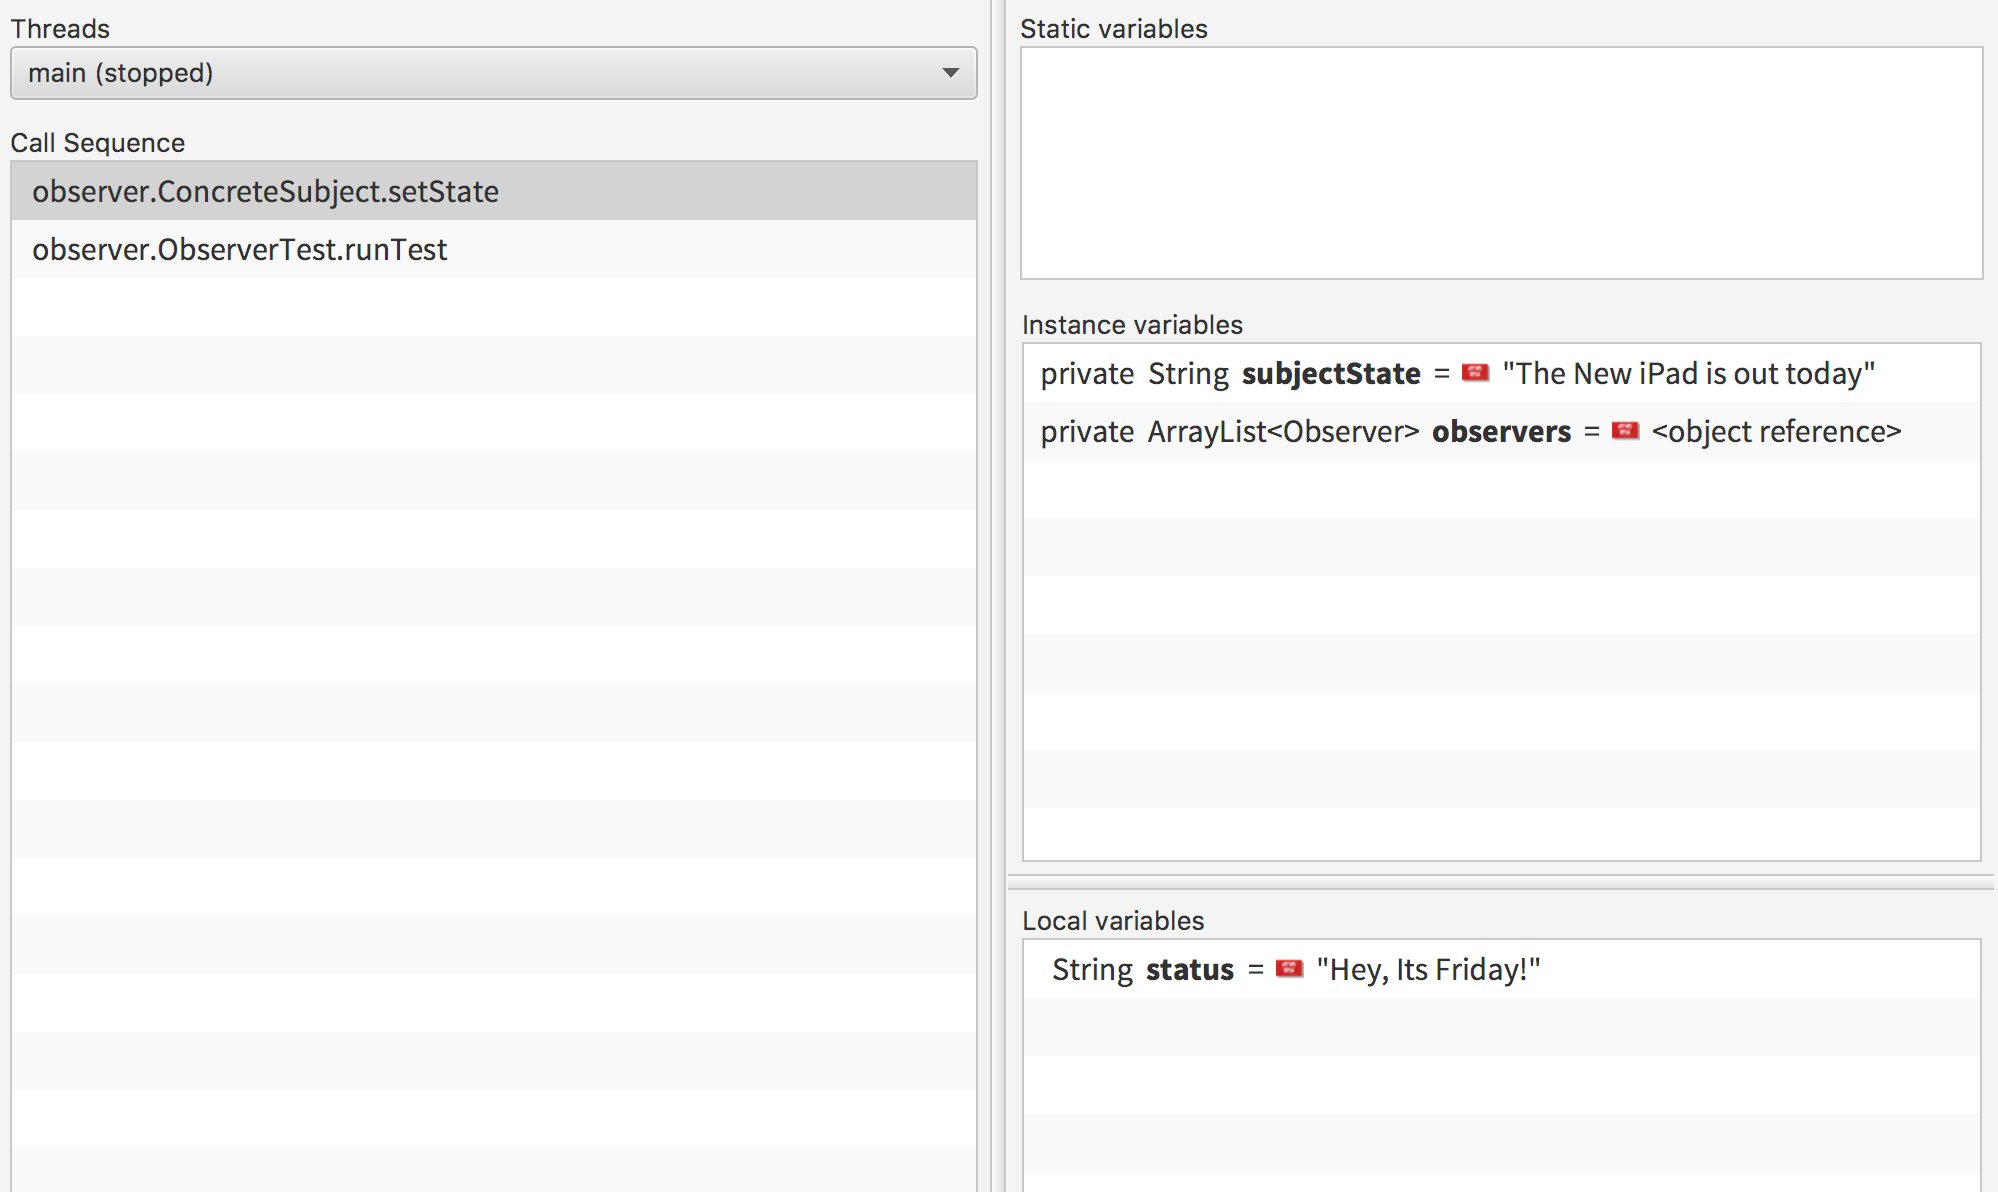 Threads
main (stopped)
Call Sequence
observer.ConcreteSubject.setState
observer.ObserverTest.runTest
Static variables
Instance variables
private String subjectState = "The New iPad is out today"
private ArrayList<Observer> observers = <object reference>
Local variables
String status = "Hey, Its Friday!"